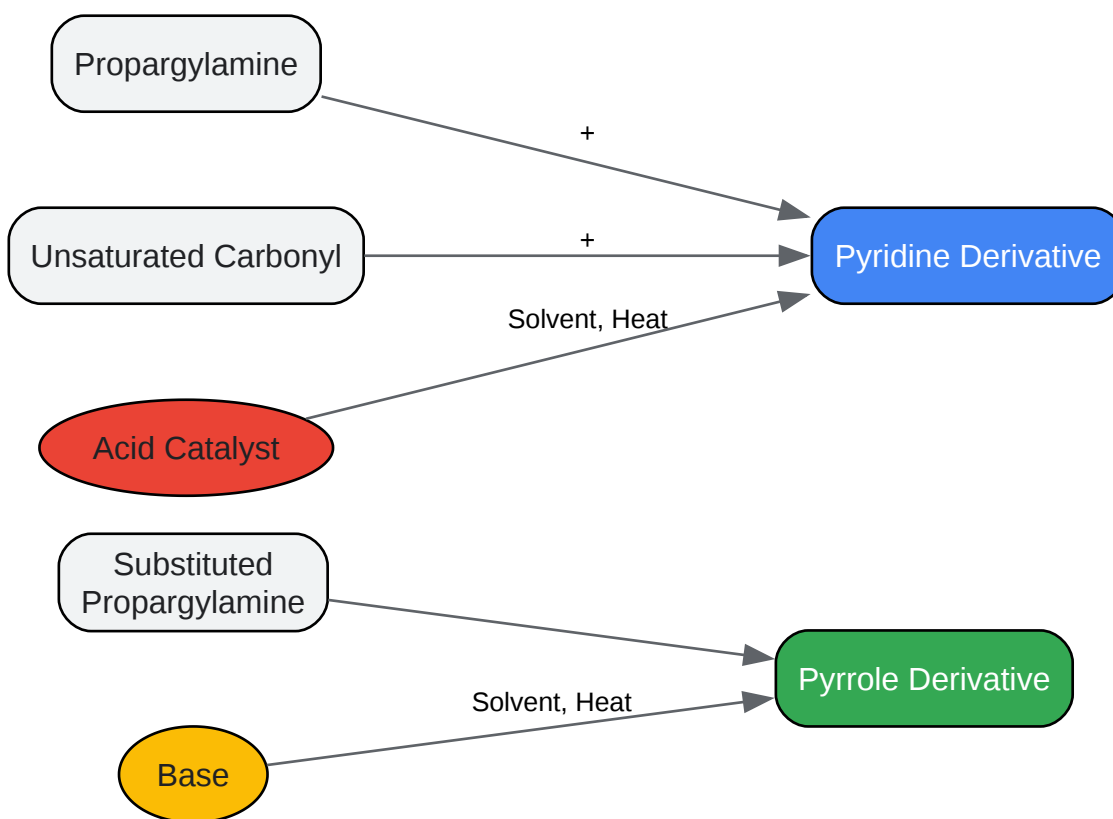 Propargylamine
+
Unsaturated Carbonyl
+
Pyridine Derivative
Solvent, Heat
Acid Catalyst
Substituted
Propargylamine
Pyrrole Derivative
Solvent, Heat
Base